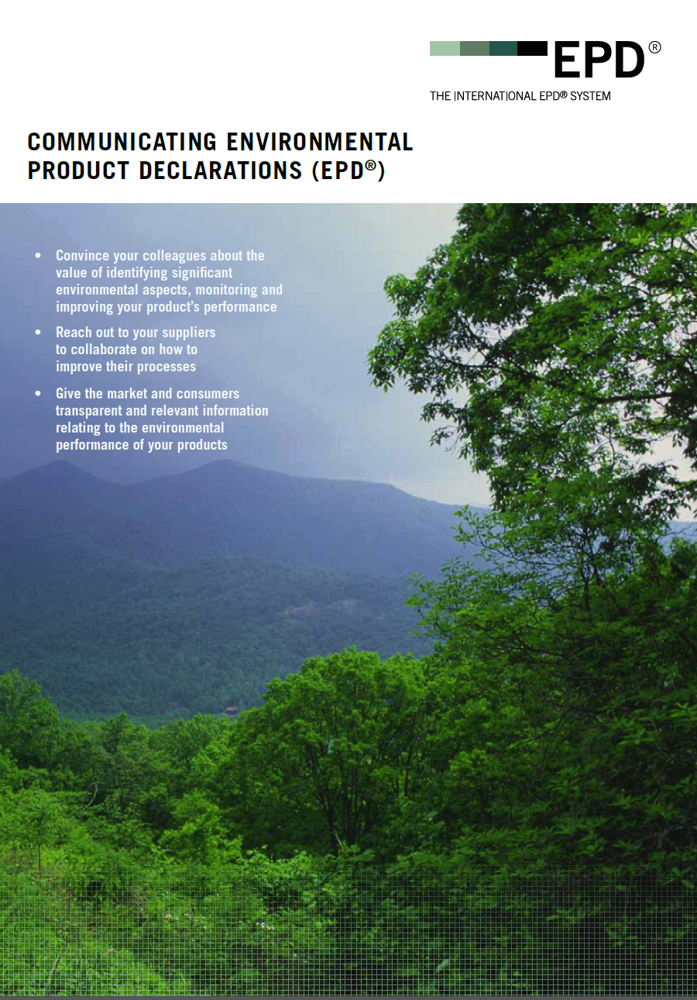 EPD®
THE INTERNATIONAL EPD® SYSTEM
COMMUNICATING ENVIRONMENTAL
PRODUCT DECLARATIONS (EPD®)
• Convince your colleagues about the
value of identifying significant
environmental aspects, monitoring and
improving your product's performance
• Reach out to your suppliers
to collaborate on how to
improve their processes
• Give the market and consumers
transparent and relevant information
relating to the environmental
performance of your products